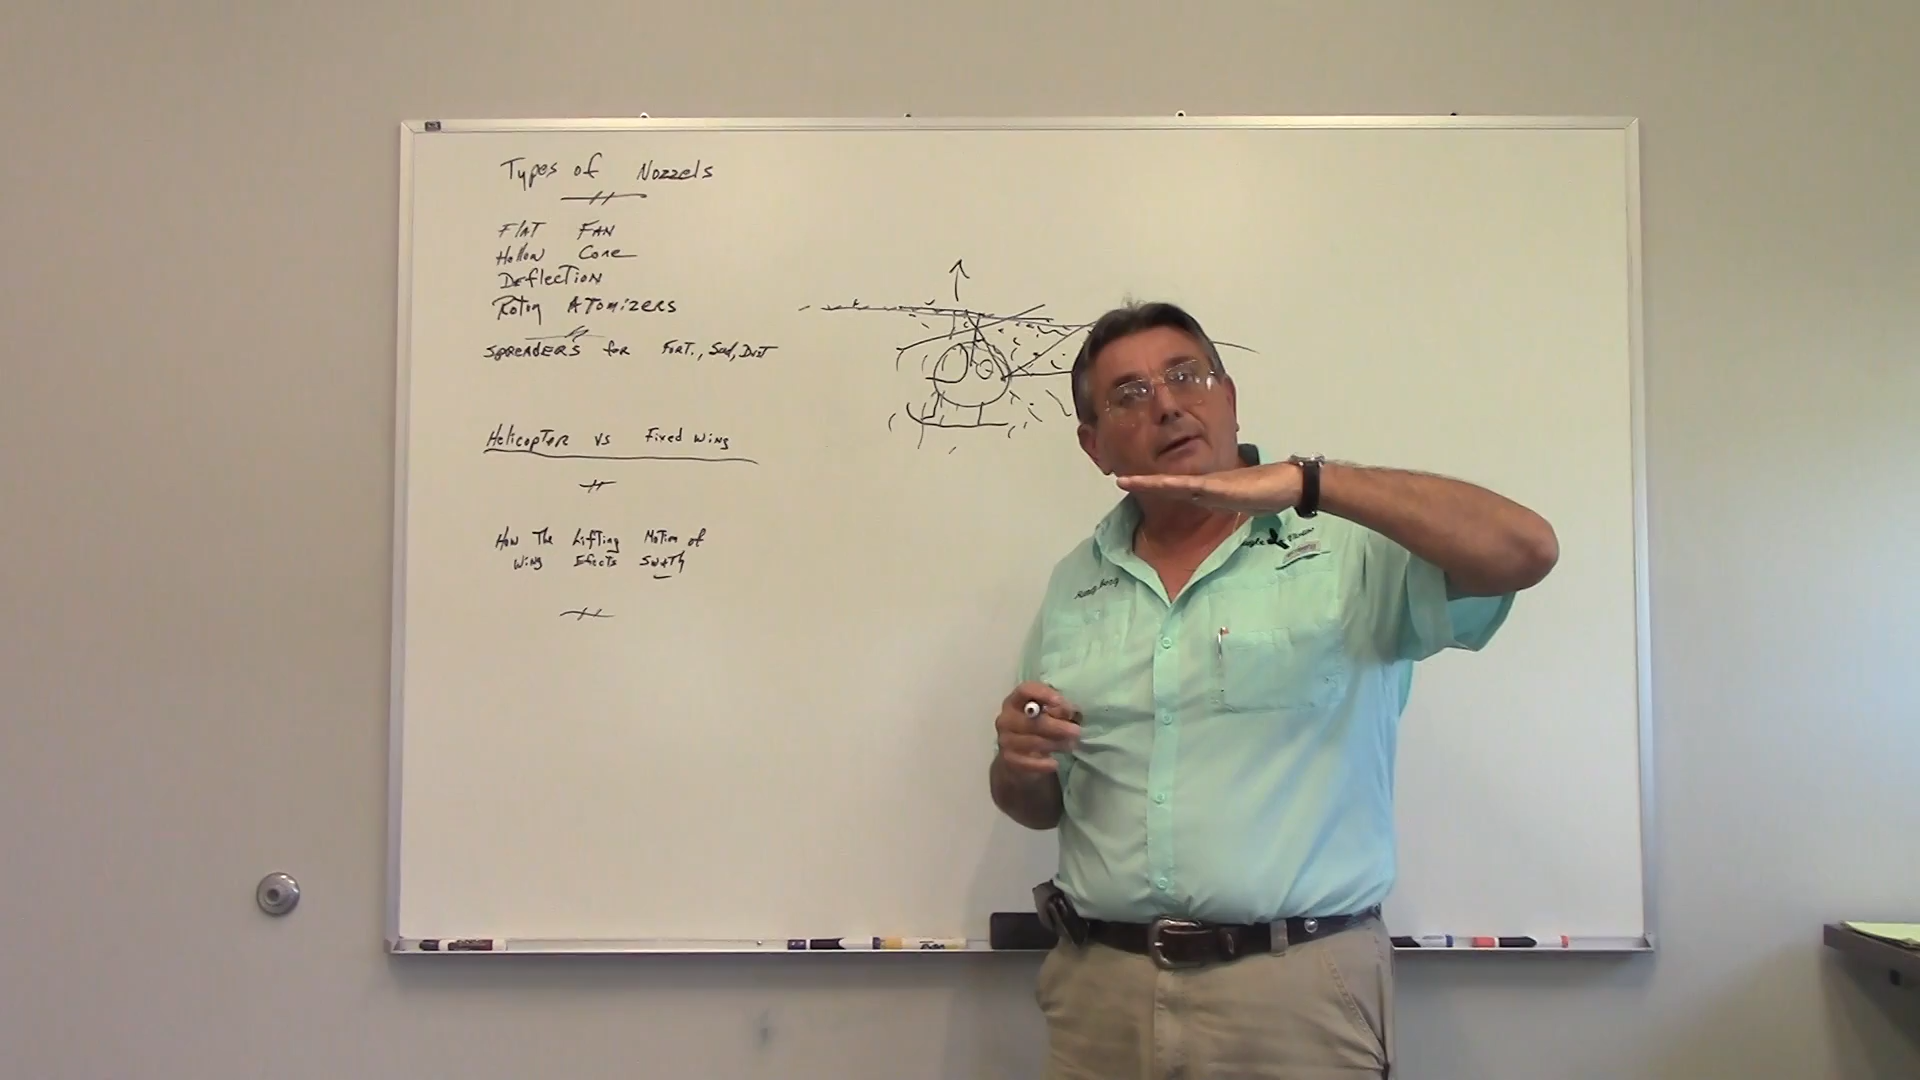 Types of Nozzels
FLAT FAN
Hollow Cone
Deflection
Rotory Atomizers
SPREADERS for FERT., Seed, Dust
Helicopter vs Fixed Wing
How The Lifting Motion of
Wing Effects Swath